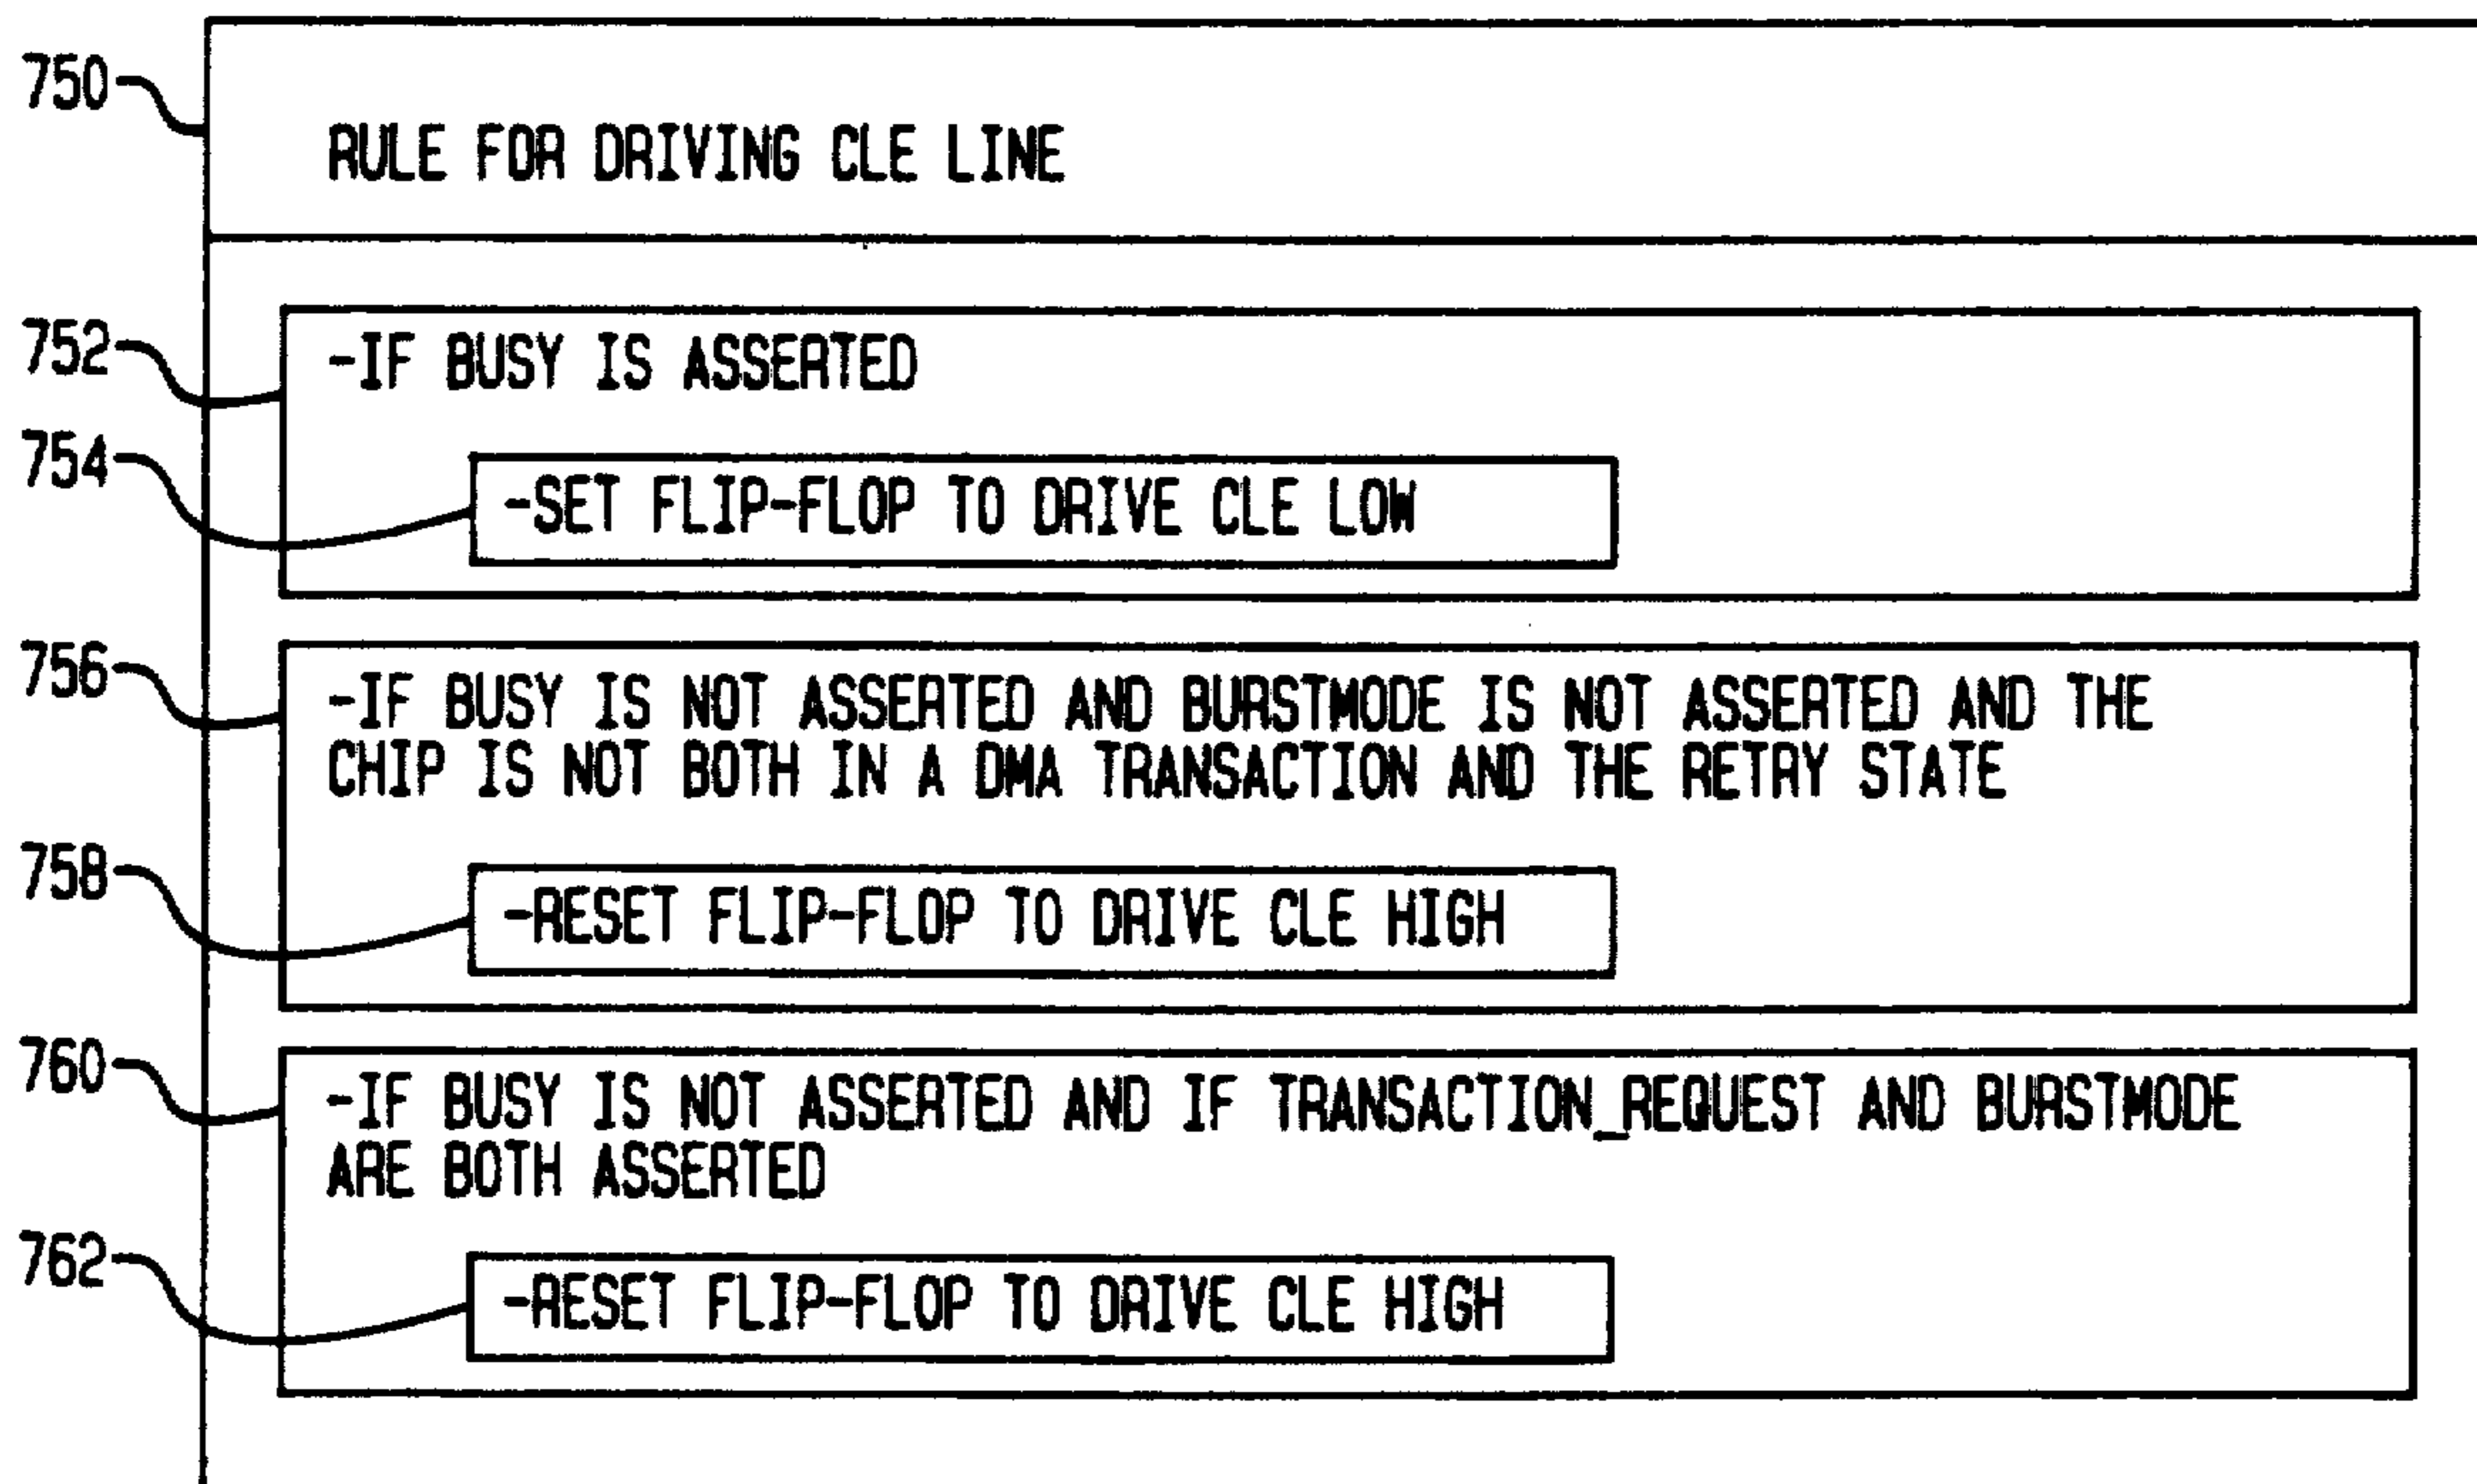 750
RULE FOR DRIVING CLE LINE
752
-IF BUSY IS ASSERTED
754
-SET FLIP-FLOP TO DRIVE CLE LOW
756
-IF BUSY IS NOT ASSERTED AND BURSTMODE IS NOT ASSERTED AND THE
CHIP IS NOT BOTH IN A DMA TRANSACTION AND THE RETRY STATE
758
-RESET FLIP-FLOP TO DRIVE CLE HIGH
760
-IF BUSY IS NOT ASSERTED AND IF TRANSACTION_REQUEST AND BURSTMODE
ARE BOTH ASSERTED
762
-RESET FLIP-FLOP TO DRIVE CLE HIGH